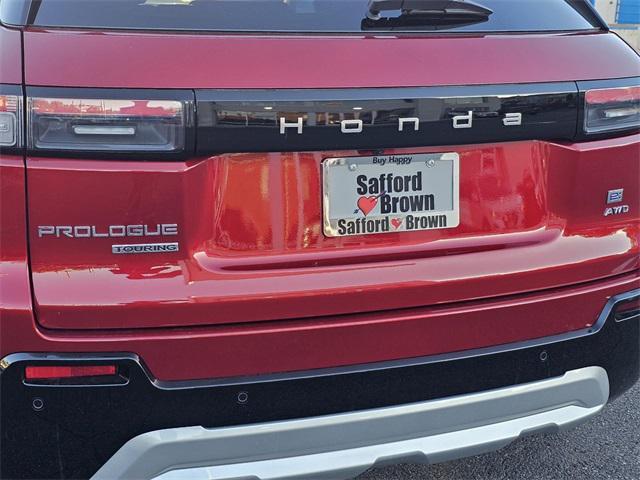 Honda
Buy Happy
Safford
Brown
Safford Brown
PROLOGUE
TOURING
e
AWD